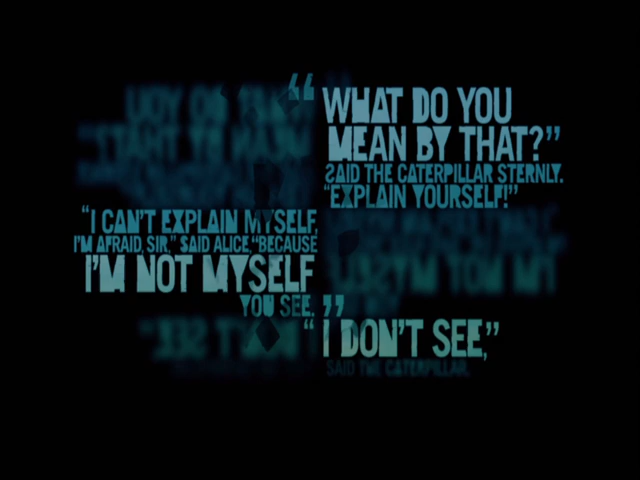 “WHAT DO YOU
MEAN BY THAT?”
SAID THE CATERPILLAR STERNLY.
“EXPLAIN YOURSELF!”
“I CAN'T EXPLAIN MYSELF,
I'M AFRAID, SIR,” SAID ALICE, “BECAUSE
I'M NOT MYSELF
YOU SEE.”
“I DON'T SEE,”
SAID THE CATERPILLAR.